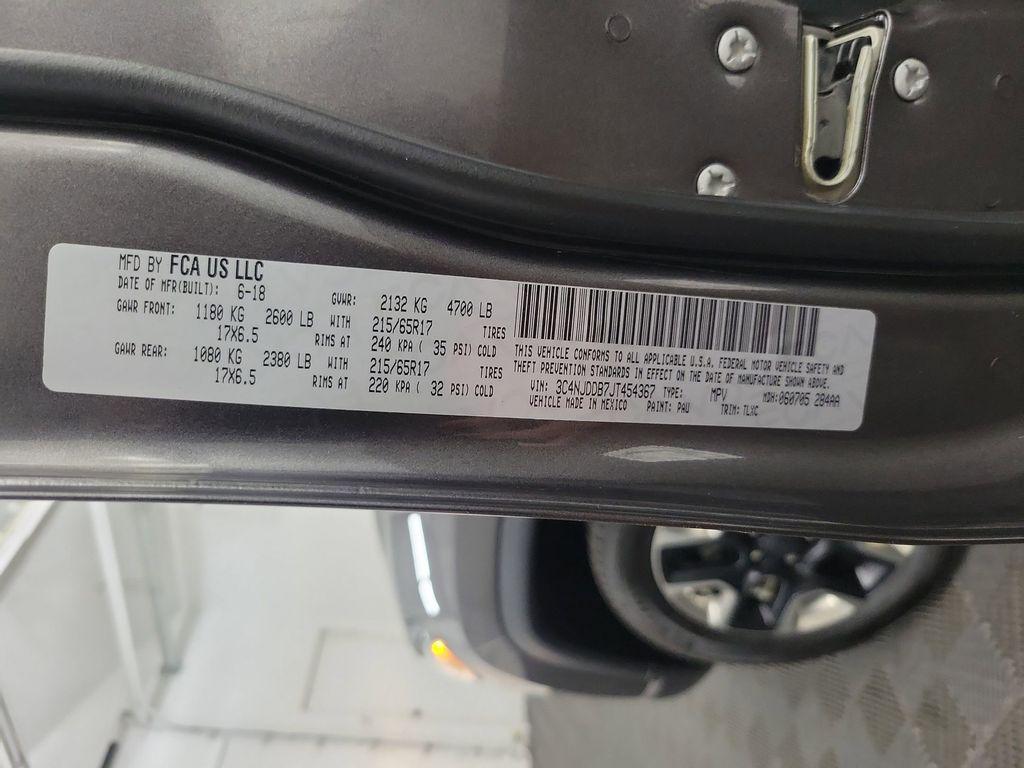 MFD BY FCA US LLC
DATE OF MFR(BUILT): 6-18 GVWR: 2132 KG 4700 LB
GAWR FRONT: 1180 KG 2600 LB WITH 215/65R17 TIRES
17X6.5 RIMS AT 240 KPA ( 35 PSI) COLD
GAWR REAR: 1080 KG 2380 LB WITH 215/65R17 TIRES
17X6.5 RIMS AT 220 KPA ( 32 PSI) COLD
THIS VEHICLE CONFORMS TO ALL APPLICABLE U.S.A. FEDERAL MOTOR VEHICLE SAFETY AND
THEFT PREVENTION STANDARDS IN EFFECT ON THE DATE OF MANUFACTURE SHOWN ABOVE.
VIN: 3C4NJDDB7JT454367 TYPE: MPV MDH:060705 284AA
VEHICLE MADE IN MEXICO PAINT: PAU TRIM: TLXC